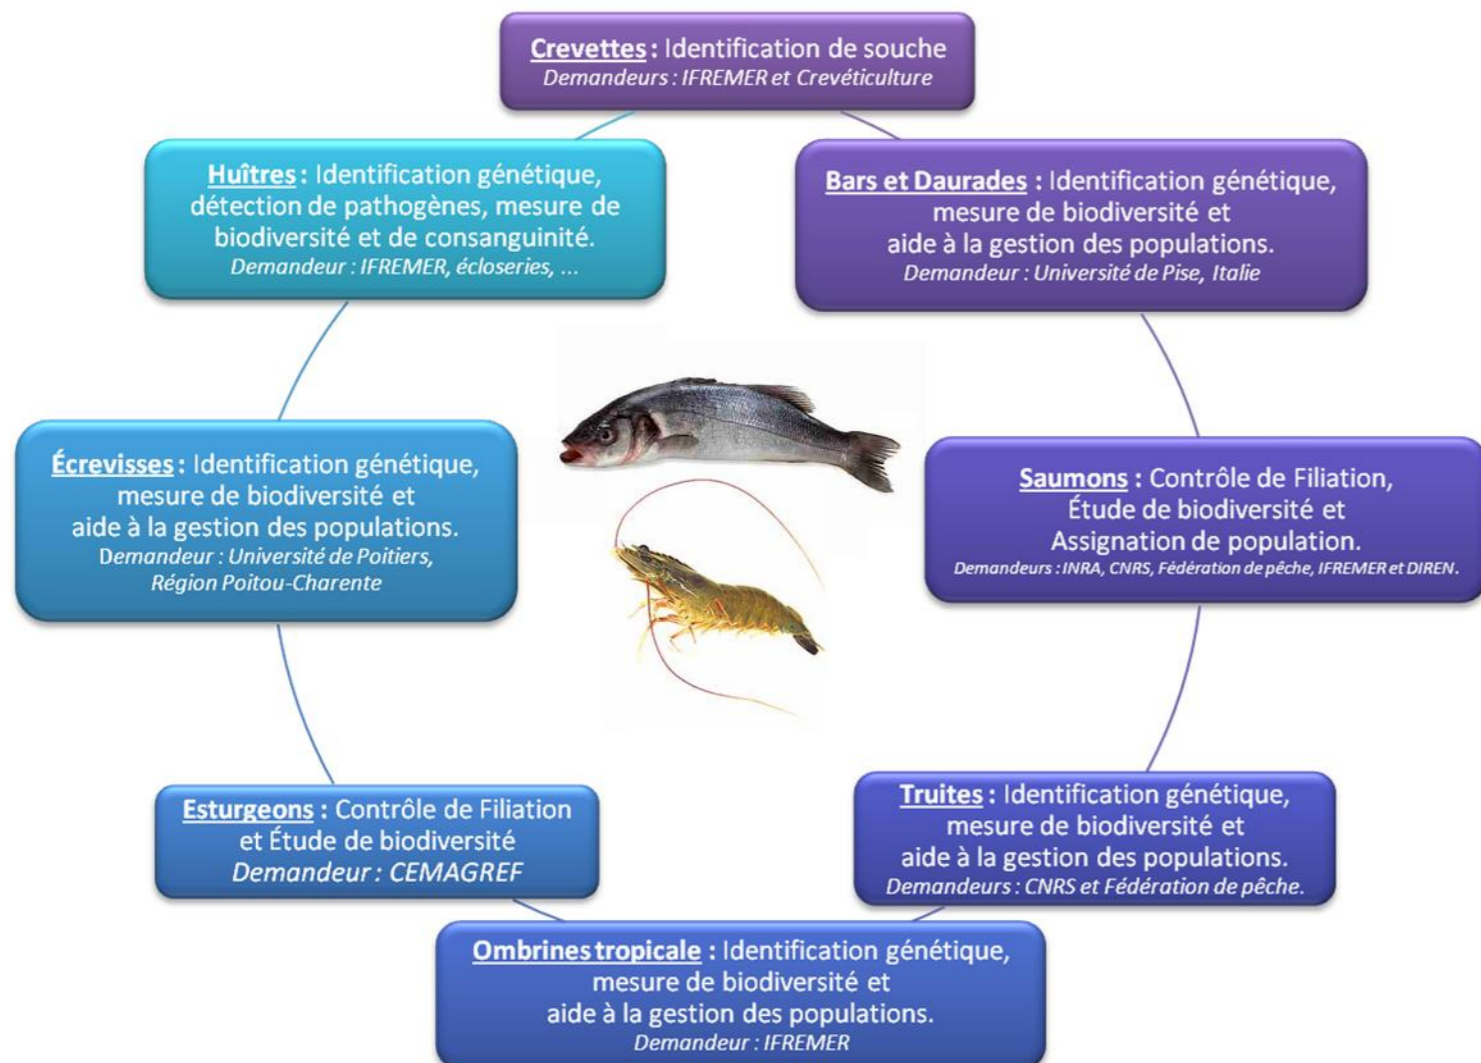 Crevettes : Identification de souche
Demandeurs : IFREMER et Crevéticulture
Huîtres : Identification génétique,
détection de pathogènes, mesure de
biodiversité et de consanguinité.
Demandeur : IFREMER, écloseries, ...
Bars et Daurades : Identification génétique,
mesure de biodiversité et
aide à la gestion des populations.
Demandeur : Université de Pise, Italie
Écrevisses : Identification génétique,
mesure de biodiversité et
aide à la gestion des populations.
Demandeur : Université de Poitiers,
Région Poitou-Charente
Saumons : Contrôle de Filiation,
Étude de biodiversité et
Assignation de population.
Demandeurs : INRA, CNRS, Fédération de pêche, IFREMER et DIREN.
Esturgeons : Contrôle de Filiation
et Étude de biodiversité
Demandeur : CEMAGREF
Truites : Identification génétique,
mesure de biodiversité et
aide à la gestion des populations.
Demandeurs : CNRS et Fédération de pêche.
Ombrines tropicale : Identification génétique,
mesure de biodiversité et
aide à la gestion des populations.
Demandeur : IFREMER